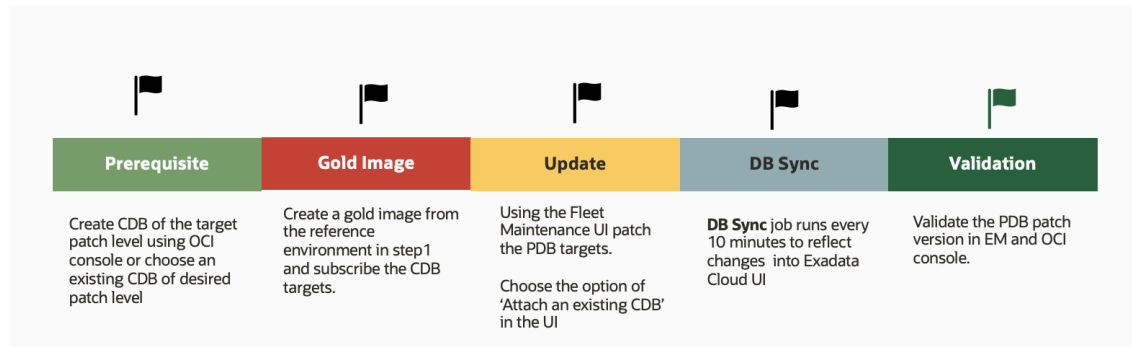 Prerequisite
Gold Image
Update
DB Sync
Validation
Create CDB of the target
patch level using OCI
console or choose an
existing CDB of desired
patch level
Create a gold image from
the reference
environment in step1
and subscribe the CDB
targets.
Using the Fleet
Maintenance UI patch
the PDB targets.
Choose the option of
‘Attach an existing CDB’
in the UI
DB Sync job runs every
10 minutes to reflect
changes into Exadata
Cloud UI
Validate the PDB patch
version in EM and OCI
console.